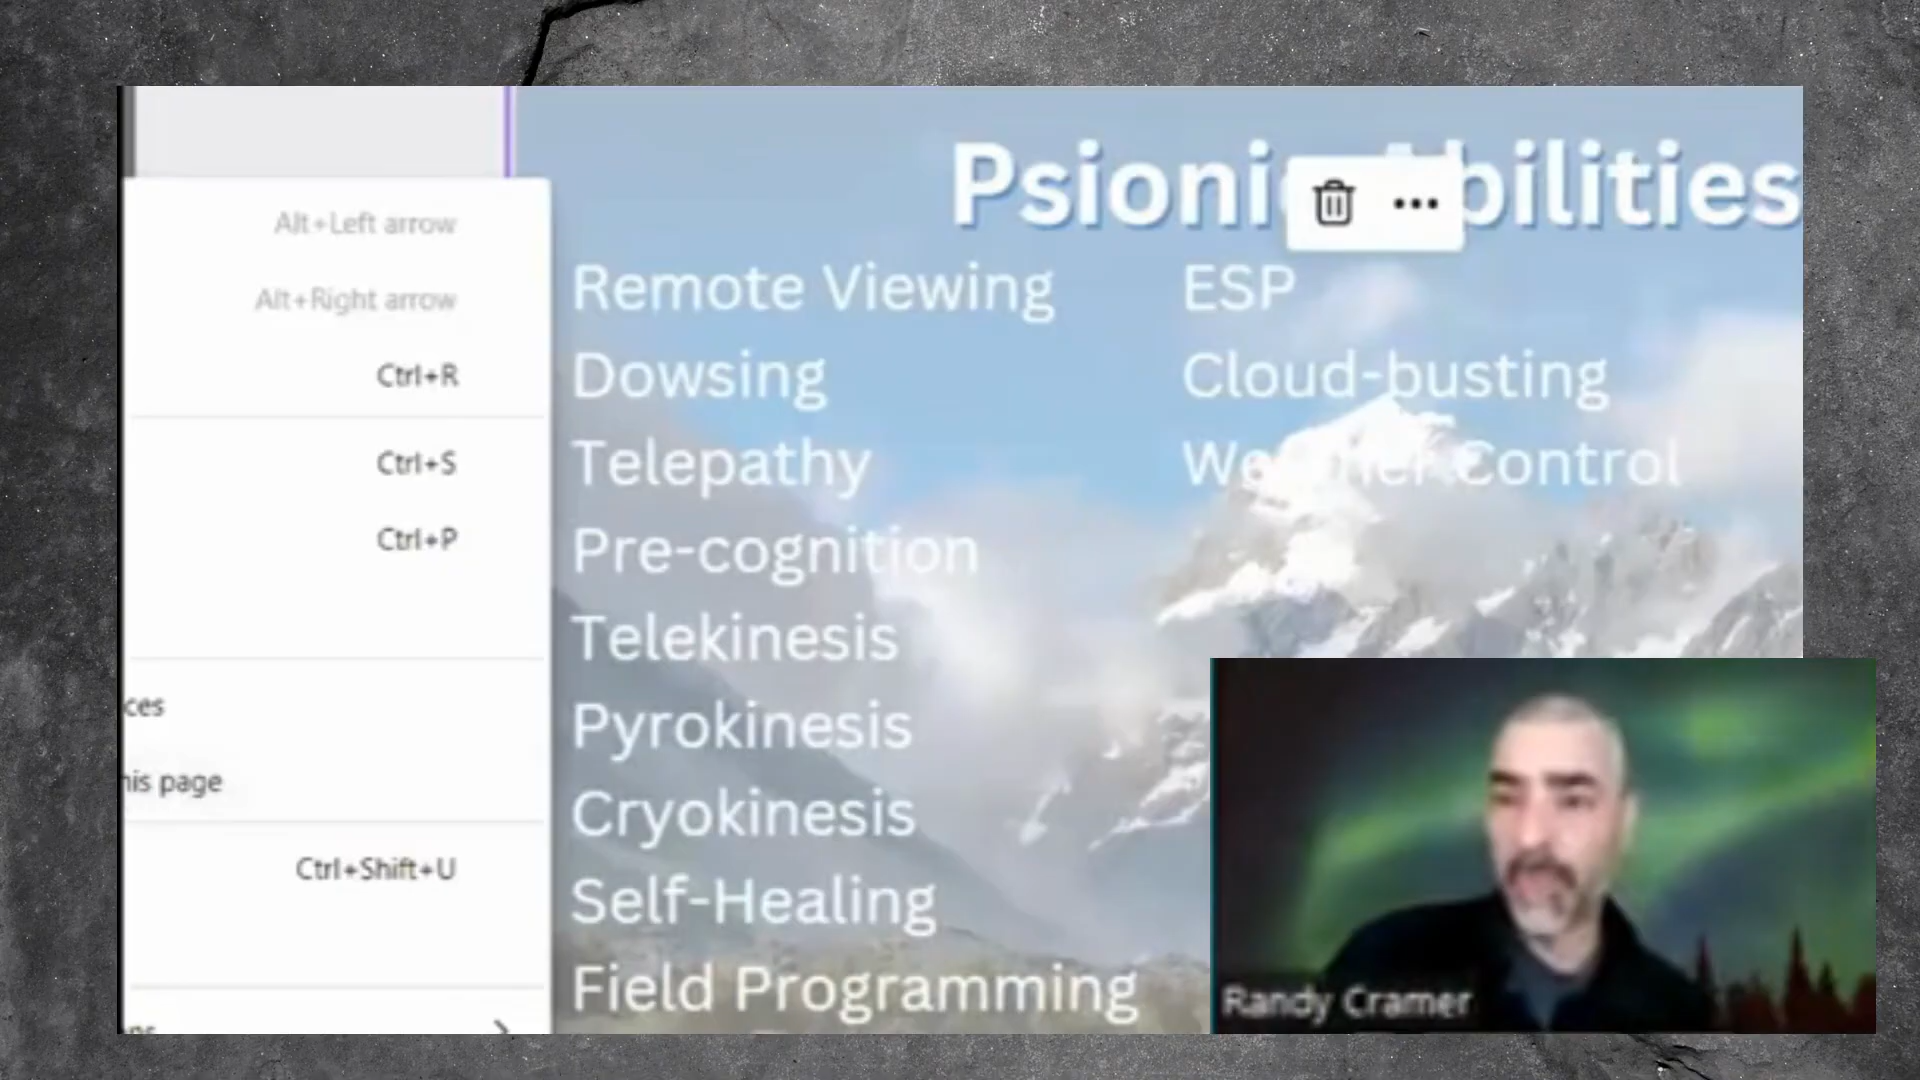 Psioni bilities
Alt+Left arrow
Alt+Right arrow
Ctrl+R
Ctrl+S
Ctrl+P
ces
his page
Ctrl+Shift+U
Remote Viewing
Dowsing
Telepathy
Pre-cognition
Telekinesis
Pyrokinesis
Cryokinesis
Self-Healing
Field Programming
ESP
Cloud-busting
Weather Control
Randy Cramer